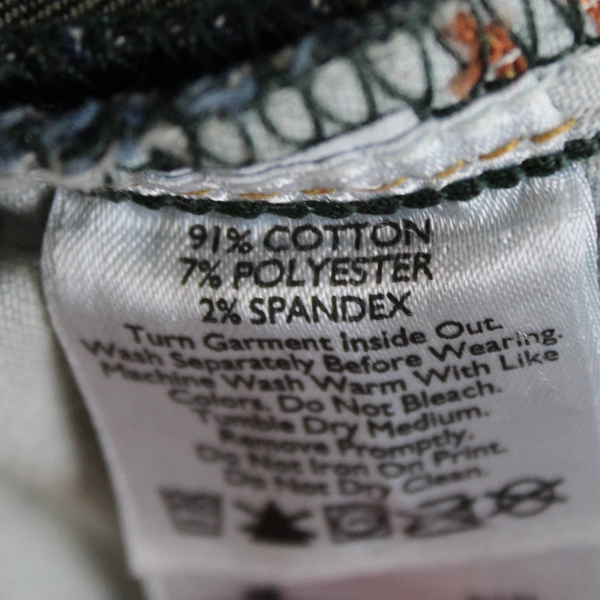 91% COTTON
7% POLYESTER
2% SPANDEX
Turn Garment Inside Out.
Wash Separately Before Wearing.
Machine Wash Warm With Like
Colors. Do Not Bleach.
Tumble Dry Medium.
Remove Promptly.
Do Not Iron On Print.
Do Not Dry Clean.